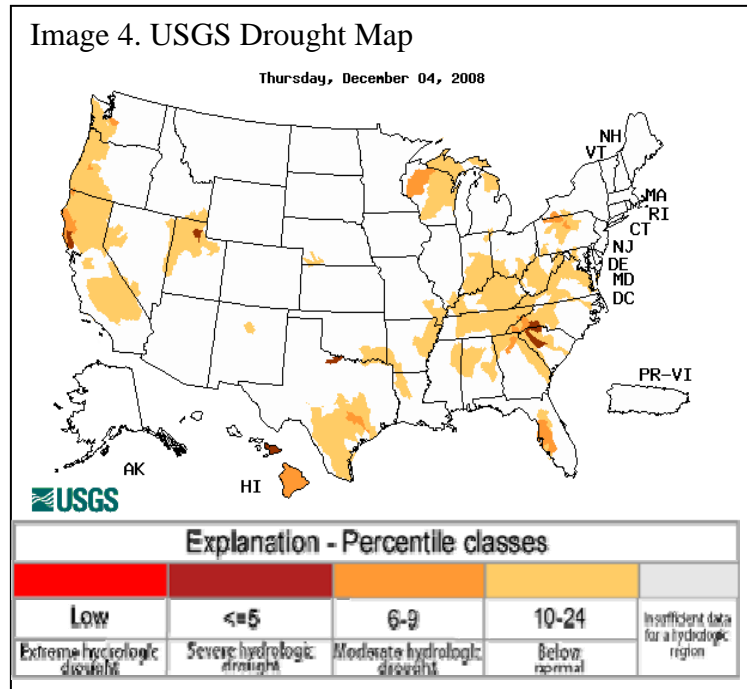 Image 4. USGS Drought Map
Thursday, December 04, 2008
NH
VT
MA
RI
CT
NJ
DE
MD
DC
PR-VI
AK
HI
USGS
Explanation - Percentile classes
Low <=5 6-9 10-24 Insufficient data for a hydrologic region
Extreme hydrologic drought Severe hydrologic drought Moderate hydrologic drought Below normal